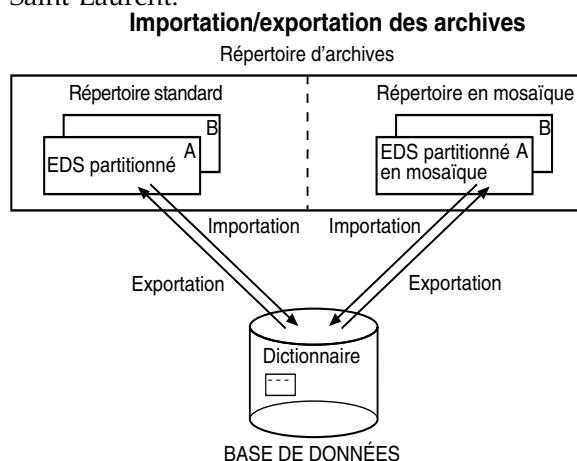 Saint-Laurent.
Importation/exportation des archives
Répertoire d'archives
Répertoire standard
Répertoire en mosaïque
B
B
A
EDS partitionné
EDS partitionné A
en mosaïque
Importation
Importation
Exportation
Exportation
Dictionnaire
BASE DE DONNÉES